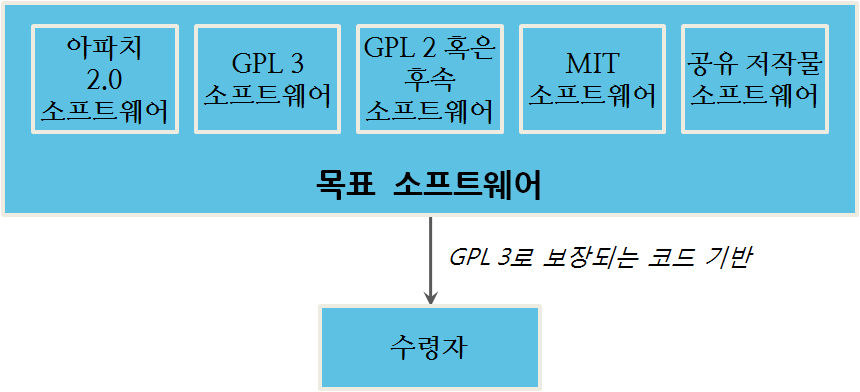 아파치
2.0
소프트웨어
GPL 3
소프트웨어
GPL 2 혹은
후속
소프트웨어
MIT
소프트웨어
공유 저작물
소프트웨어
목표 소프트웨어
GPL 3로 보장되는 코드 기반
수령자